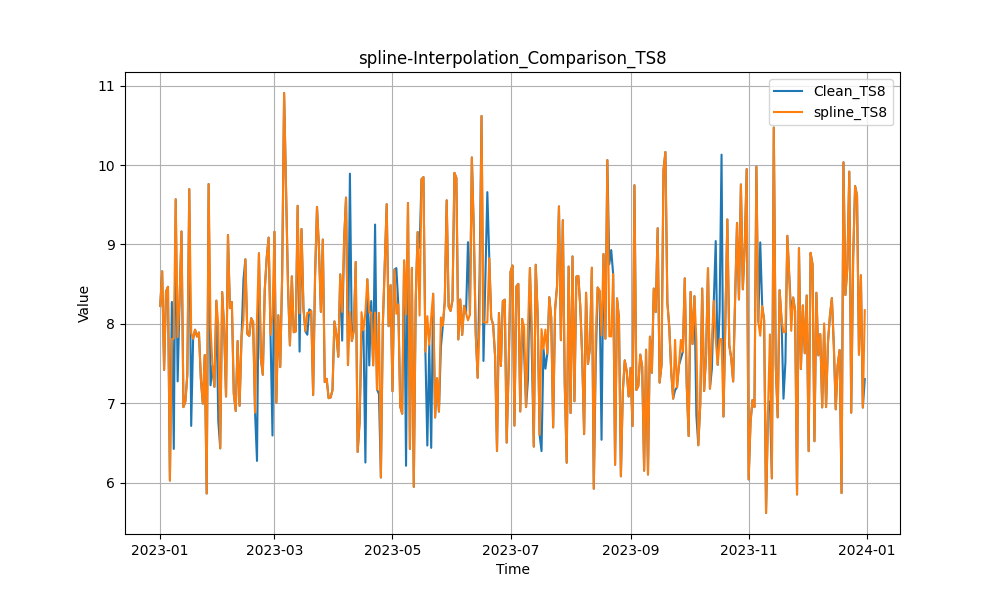 spline-Interpolation_Comparison_TS8
Clean_TS8
spline_TS8
11
10
9
8
7
6
Value
2023-01
2023-03
2023-05
2023-07
2023-09
2023-11
2024-01
Time